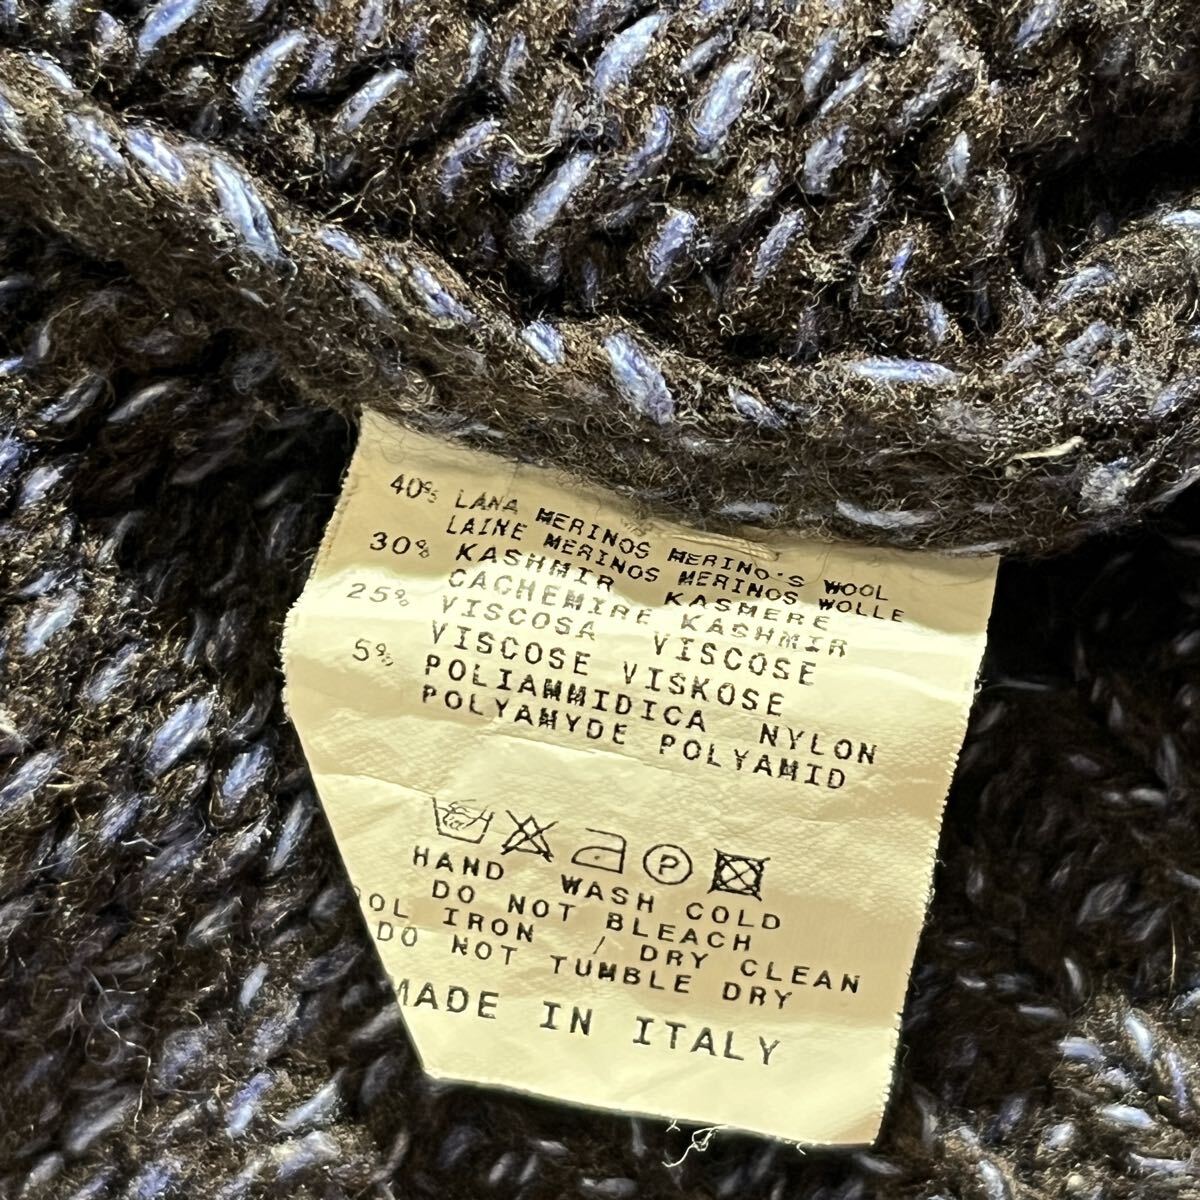 40% LANA MERINOS MERINO'S WOOL
LAINE MERINOS MERINOS WOLLE
30% KASHMIR KASMERE
CACHEMIRE KASHMIR
25% VISCOSA VISCOSE
VISCOSE VISKOSE
5% POLIAMMIDICA NYLON
POLYAMYDE POLYAMID
P
HAND WASH COLD
DO NOT BLEACH
OL IRON / DRY CLEAN
DO NOT TUMBLE DRY
MADE IN ITALY